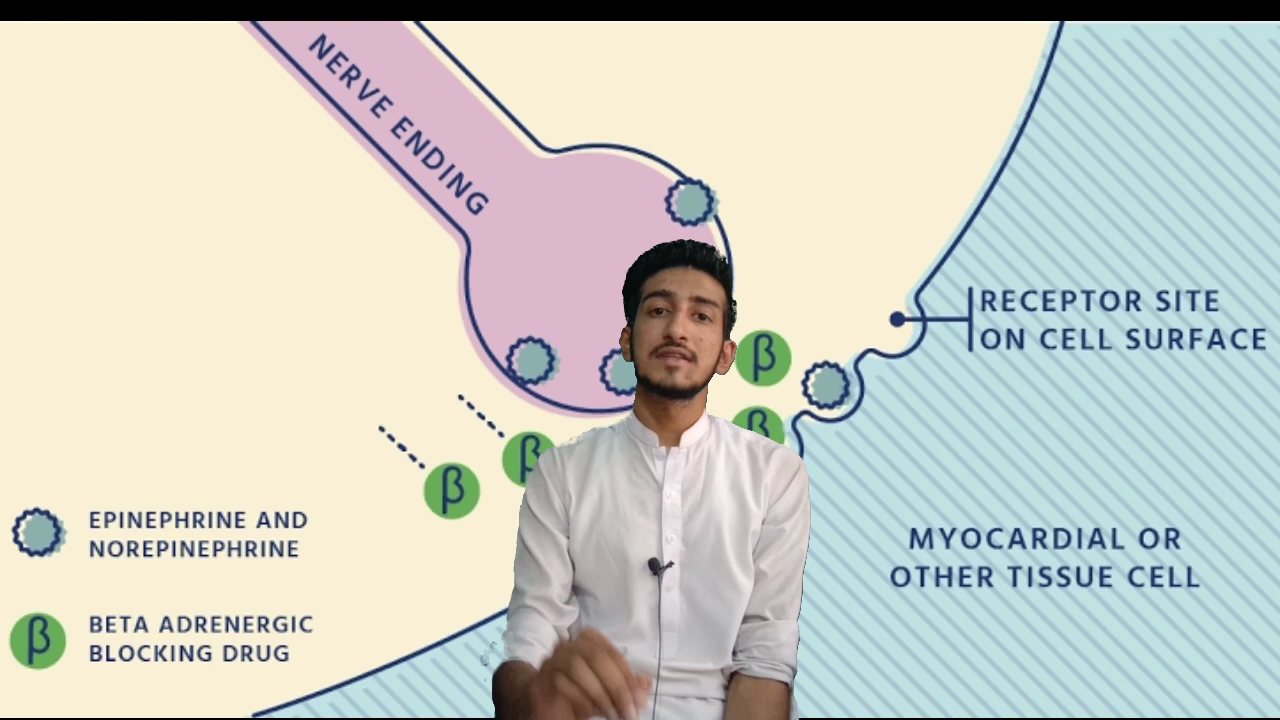 NERVE ENDING
β
β
β
β
RECEPTOR SITE
ON CELL SURFACE
MYOCARDIAL OR
OTHER TISSUE CELL
EPINEPHRINE AND
NOREPINEPHRINE
β
BETA ADRENERGIC
BLOCKING DRUG